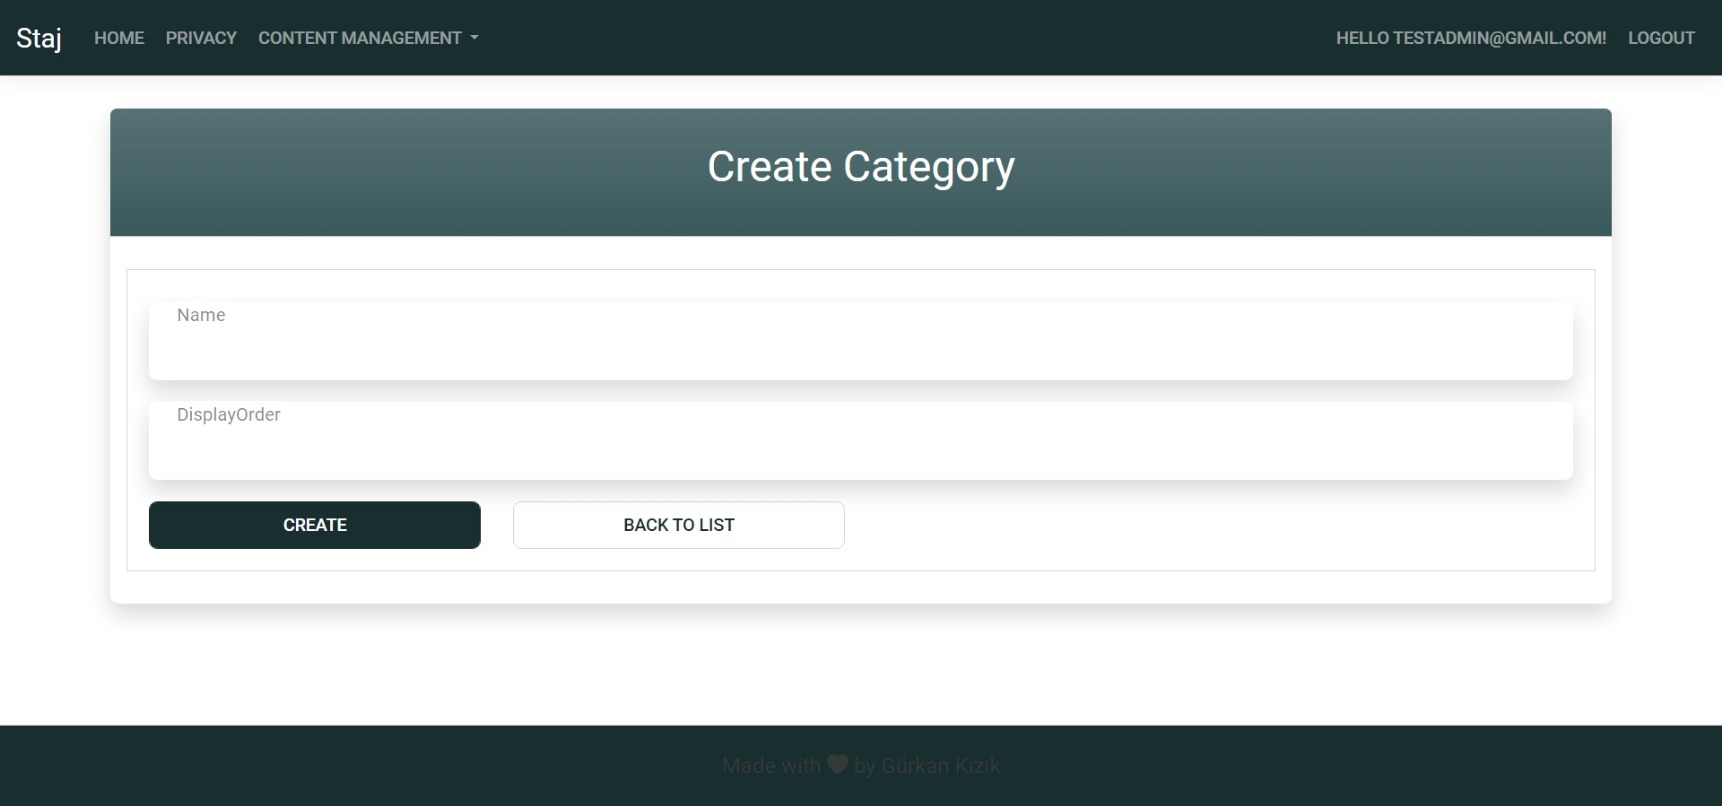 Staj HOME PRIVACY CONTENT MANAGEMENT HELLO TESTADMIN@GMAIL.COM! LOGOUT
Create Category
Name
DisplayOrder
CREATE BACK TO LIST
Made with ♥ by Gürkan Kızık